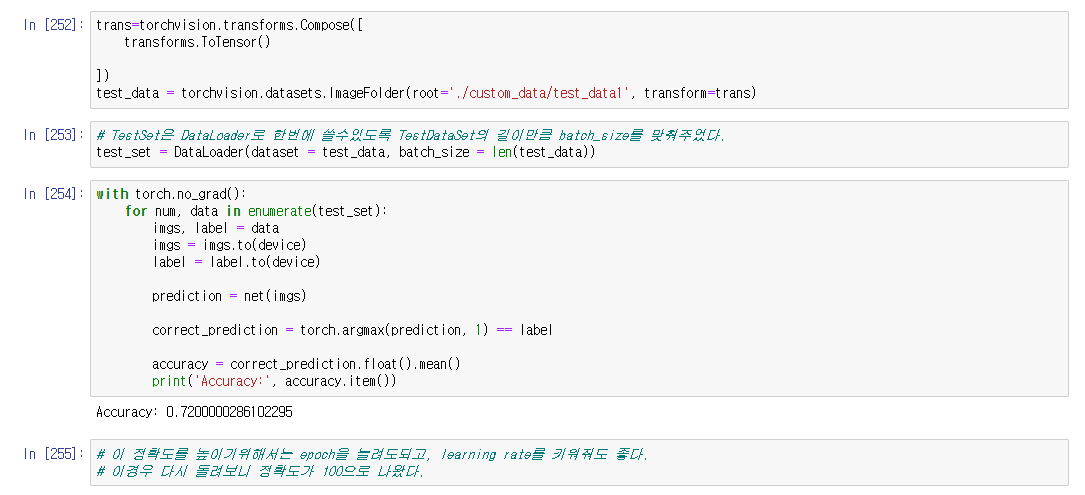 In [252]: trans=torchvision.transforms.Compose([
transforms.ToTensor()
])
test_data = torchvision.datasets.ImageFolder(root='./custom_data/test_data1', transform=trans)
In [253]: # TestSet은 DataLoader로 한번에 쓸수있도록 TestDataSet의 길이만큼 batch_size를 맞춰주었다.
test_set = DataLoader(dataset = test_data, batch_size = len(test_data))
In [254]: with torch.no_grad():
for num, data in enumerate(test_set):
imgs, label = data
imgs = imgs.to(device)
label = label.to(device)
prediction = net(imgs)
correct_prediction = torch.argmax(prediction, 1) == label
accuracy = correct_prediction.float().mean()
print('Accuracy:', accuracy.item())
Accuracy: 0.7200000286102295
In [255]: # 이 정확도를 높이기위해서는 epoch을 늘려도되고, learning rate를 키워줘도 좋다.
# 이경우 다시 돌려보니 정확도가 100으로 나왔다.